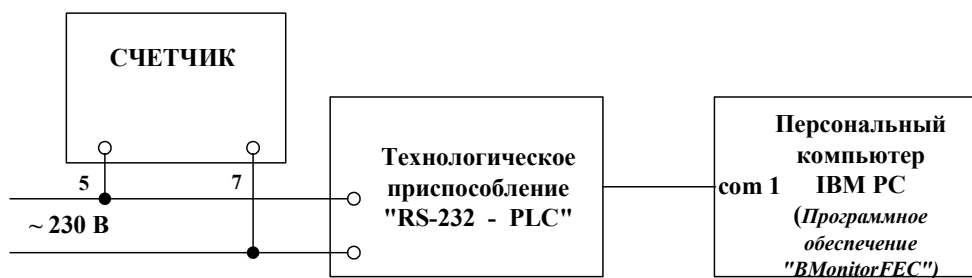 СЧЕТЧИК
5
7
~ 230 В
Технологическое
приспособление
"RS-232 - PLC"
com 1
Персональный
компьютер
IBM PC
(Программное
обеспечение
"BMonitorFEC")